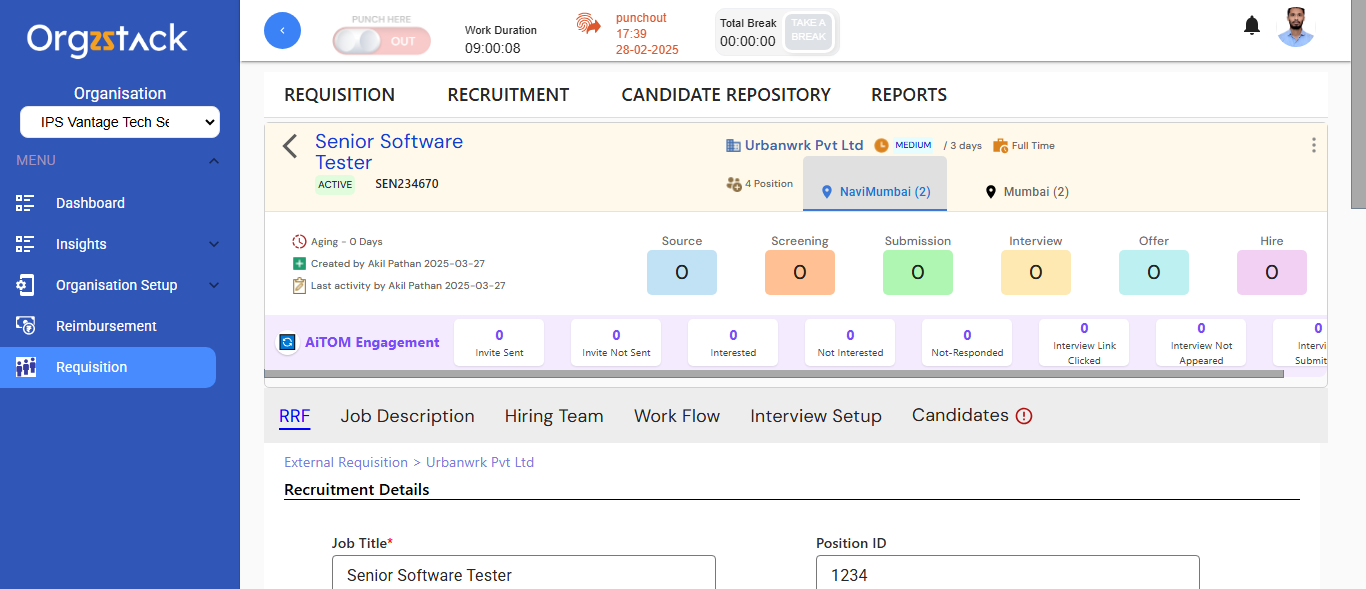 Orgzstack
Organisation
IPS Vantage Tech Se
MENU
Dashboard
Insights
Organisation Setup
Reimbursement
Requisition
PUNCH HERE
OUT
Work Duration
09:00:08
punchout
17:39
28-02-2025
Total Break
00:00:00
TAKE A
BREAK
REQUISITION RECRUITMENT CANDIDATE REPOSITORY REPORTS
Senior Software
Tester
ACTIVE SEN234670
Urbanwrk Pvt Ltd MEDIUM / 3 days Full Time
4 Position NaviMumbai (2) Mumbai (2)
Aging - 0 Days
Created by Akil Pathan 2025-03-27
Last activity by Akil Pathan 2025-03-27
Source Screening Submission Interview Offer Hire
0 0 0 0 0 0
AiTOM Engagement
0
Invite Sent
0
Invite Not Sent
0
Interested
0
Not Interested
0
Not-Responded
0
Interview Link
Clicked
0
Interview Not
Appeared
0
Intervi
Submit
RRF Job Description Hiring Team Work Flow Interview Setup Candidates
External Requisition > Urbanwrk Pvt Ltd
Recruitment Details
Job Title*
Senior Software Tester
Position ID
1234